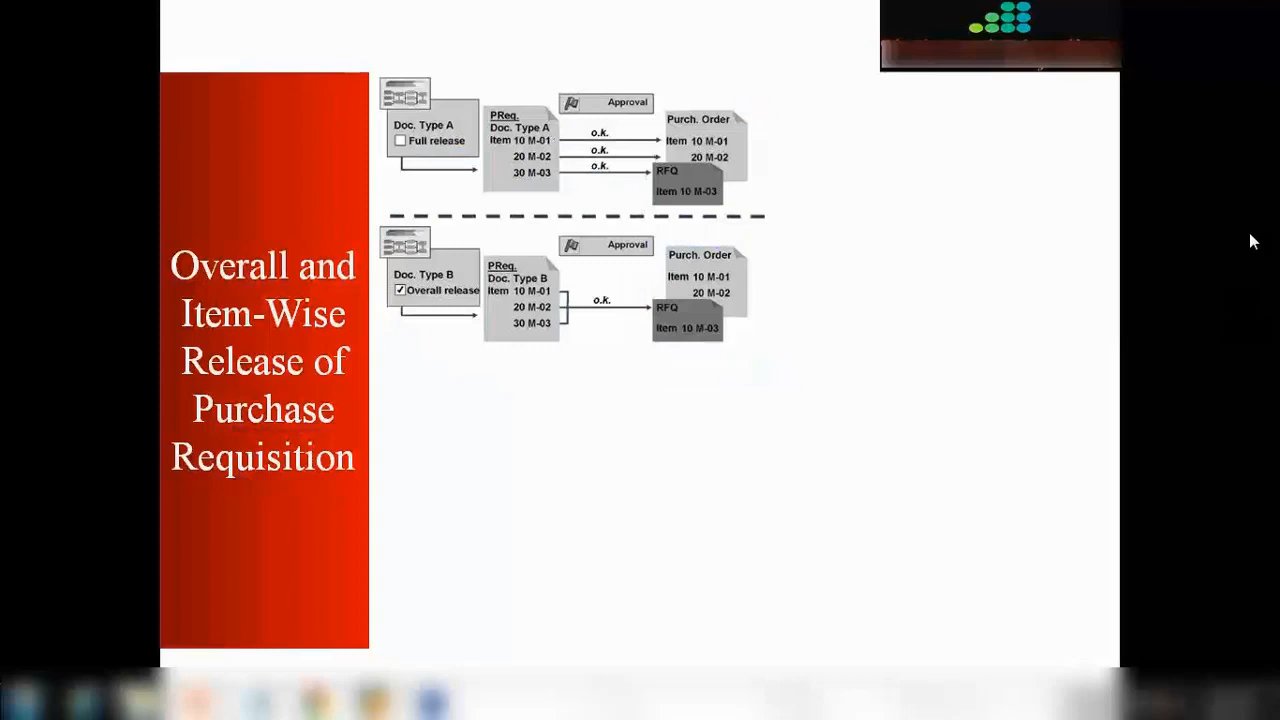 Overall and
Item-Wise
Release of
Purchase
Requisition
Doc. Type A
Full release
PReq.
Doc. Type A
Item 10 M-01
20 M-02
30 M-03
Approval
o.k.
o.k.
o.k.
Purch. Order
Item 10 M-01
20 M-02
RFQ
Item 10 M-03
Doc. Type B
Overall release
PReq.
Doc. Type B
Item 10 M-01
20 M-02
30 M-03
Approval
o.k.
Purch. Order
Item 10 M-01
20 M-02
RFQ
Item 10 M-03